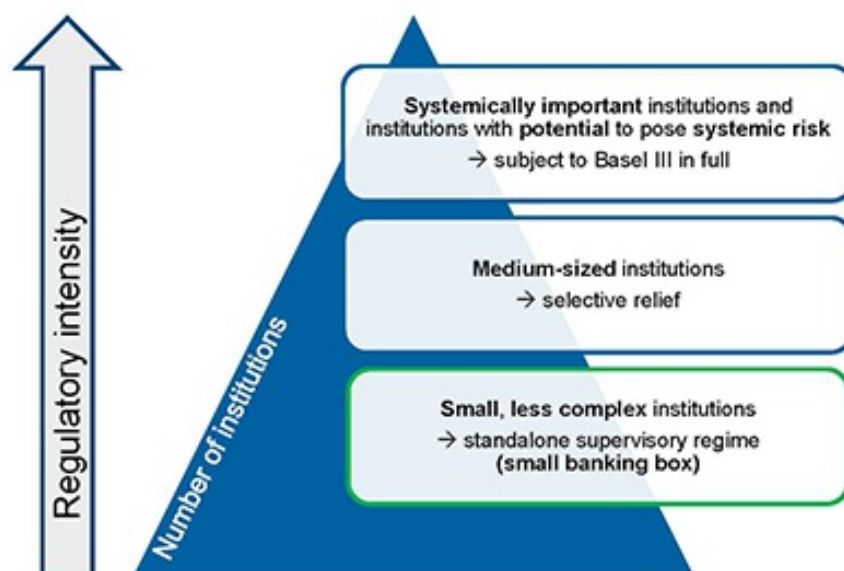 Regulatory intensity
Number of institutions
Systemically important institutions and
institutions with potential to pose systemic risk
→ subject to Basel III in full
Medium-sized institutions
→ selective relief
Small, less complex institutions
→ standalone supervisory regime
(small banking box)